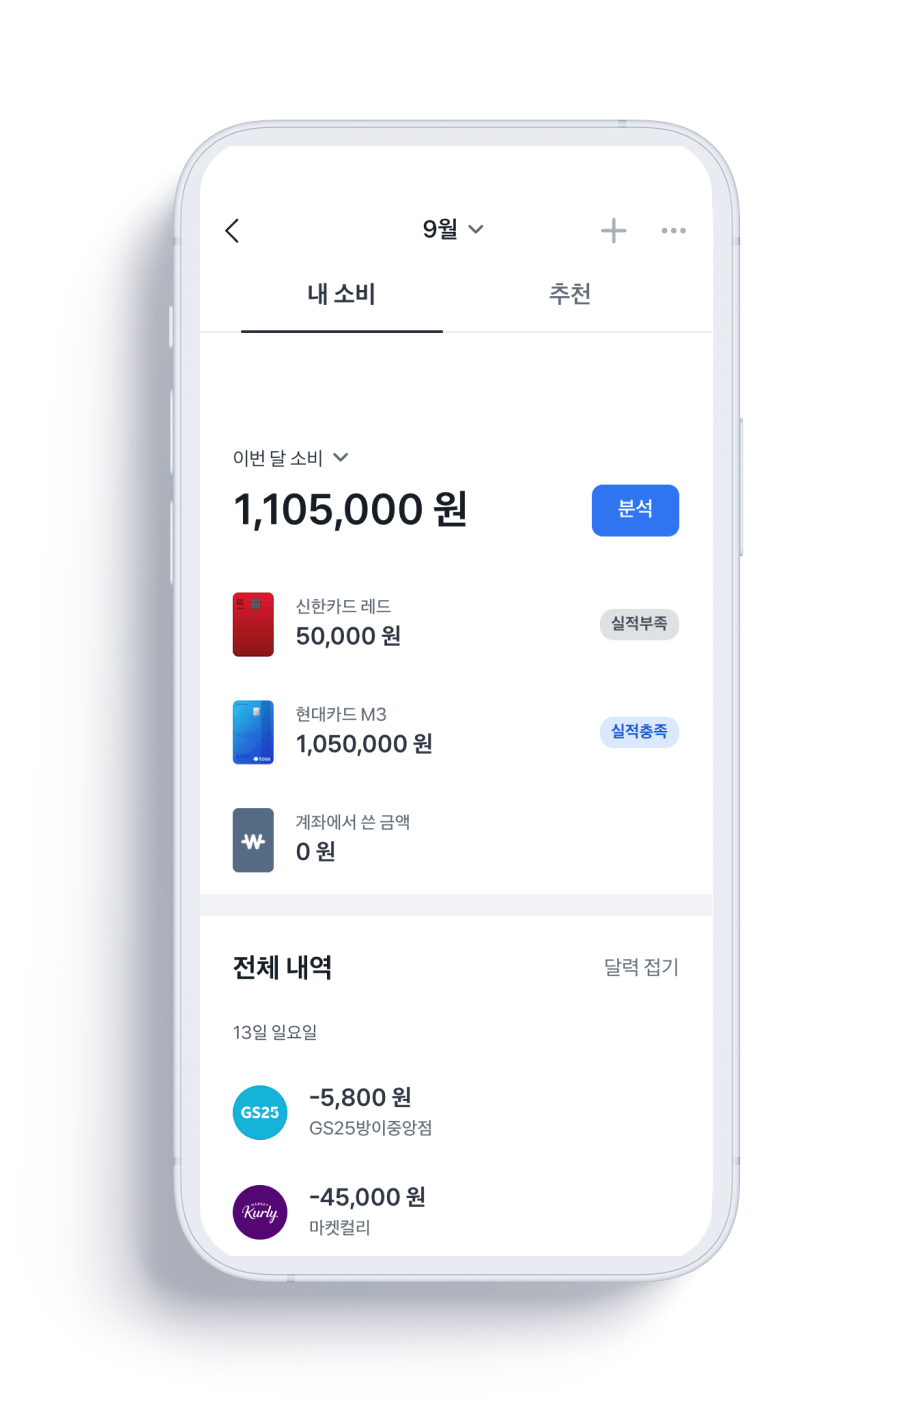 9월
내 소비
추천
이번 달 소비
1,105,000 원
분석
신한카드 레드
50,000 원
실적부족
현대카드 M3
1,050,000 원
실적충족
계좌에서 쓴 금액
0 원
전체 내역
달력 접기
13일 일요일
GS25
-5,800 원
GS25방이중앙점
MARKET
Kurly
-45,000 원
마켓컬리